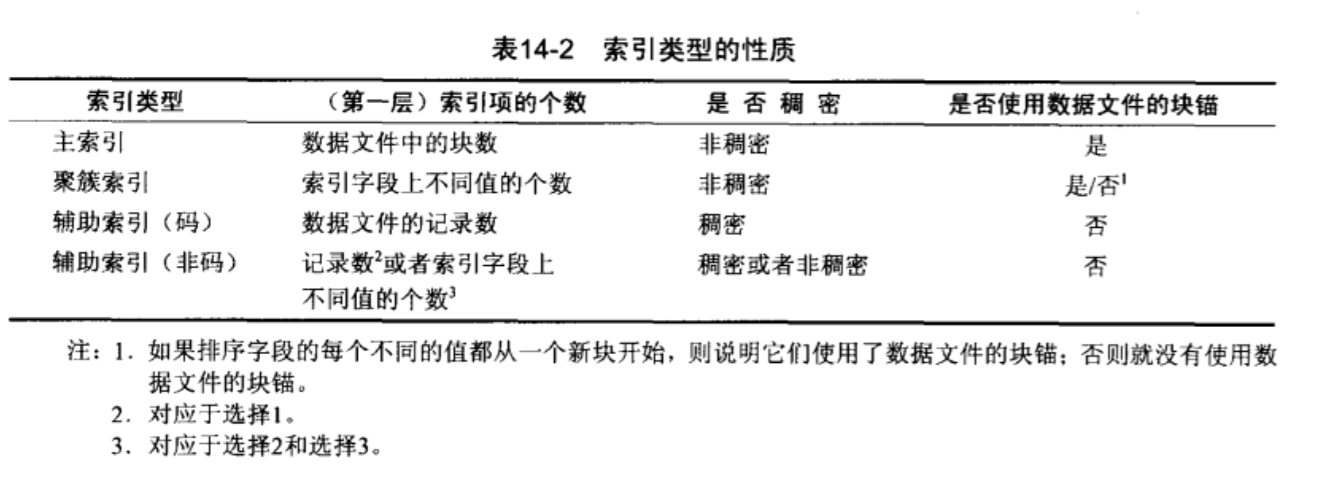 表14-2 索引类型的性质
索引类型 （第一层）索引项的个数 是否稠密 是否使用数据文件的块锚
主索引 数据文件中的块数 非稠密 是
聚簇索引 索引字段上不同值的个数 非稠密 是/否1
辅助索引（码） 数据文件的记录数 稠密 否
辅助索引（非码） 记录数2或者索引字段上 稠密或者非稠密 否
不同值的个数3
注：1. 如果排序字段的每个不同的值都从一个新块开始，则说明它们使用了数据文件的块锚；否则就没有使用数
据文件的块锚。
2. 对应于选择1。
3. 对应于选择2和选择3。